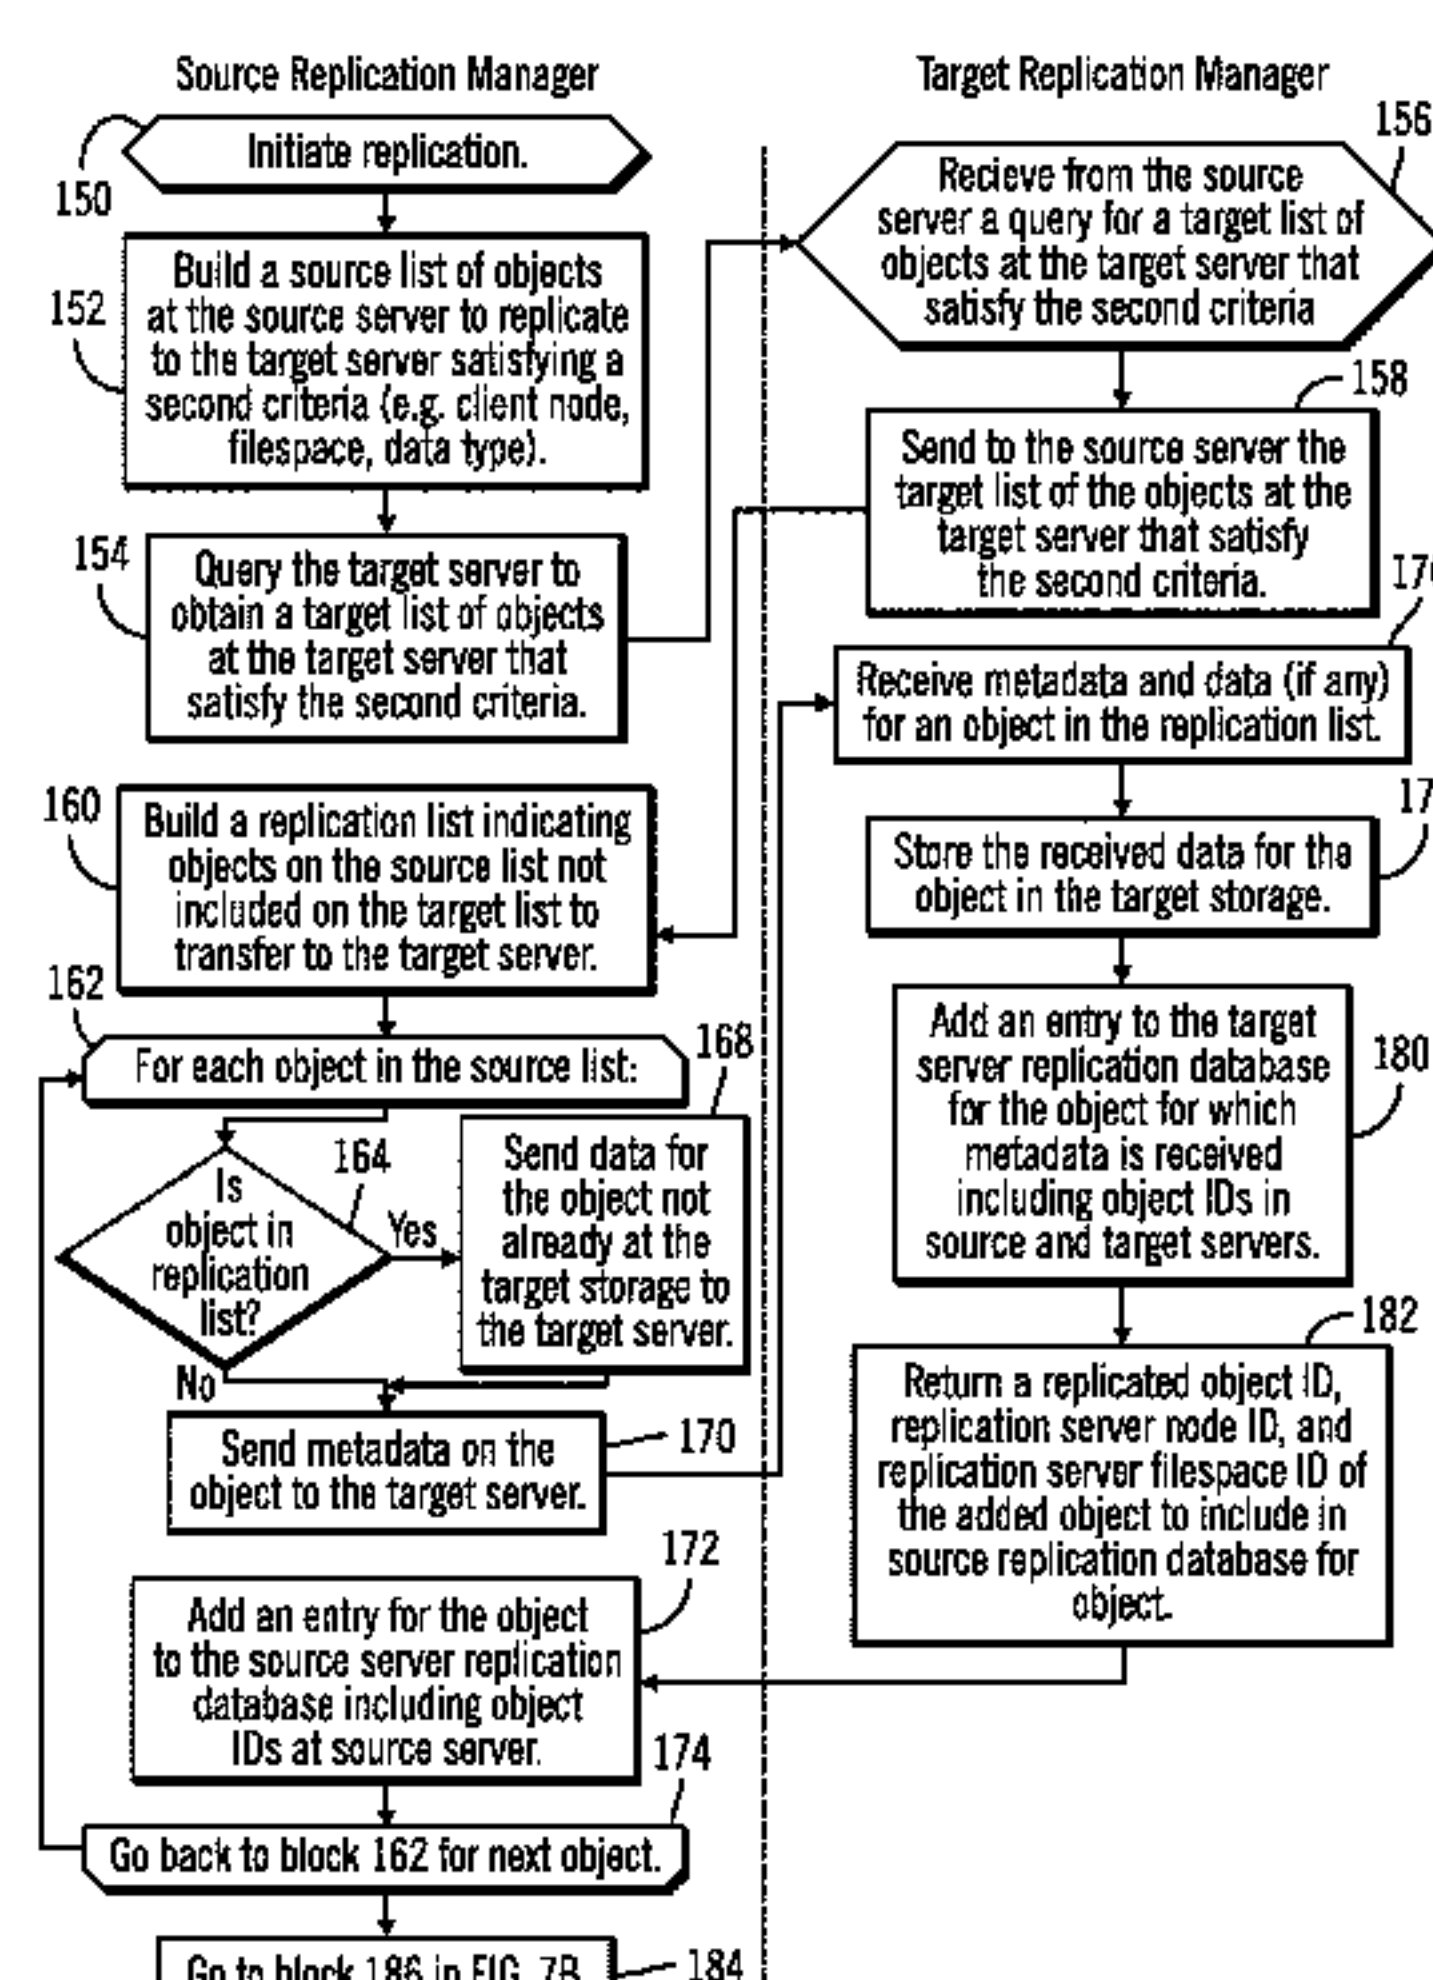 Source Replication Manager
Initiate replication.
150
Build a source list of objects
at the source server to replicate
to the target server satisfying a
second criteria (e.g. client node,
filespace, data type).
152
Query the target server to
obtain a target list of objects
at the target server that
satisfy the second criteria.
154
Build a replication list indicating
objects on the source list not
included on the target list to
transfer to the target server.
160
162
For each object in the source list:
168
164
Is
object in
replication
list?
Yes
No
Send data for
the object not
already at the
target storage to
the target server.
Send metadata on the
object to the target server.
170
172
Add an entry for the object
to the source server replication
database including object
IDs at source server.
174
Go back to block 162 for next object.
Go to block 186 in FIG. 7B
184
Target Replication Manager
156
Recieve from the source
server a query for a target list of
objects at the target server that
satisfy the second criteria
158
Send to the source server the
target list of the objects at the
target server that satisfy
the second criteria.
Receive metadata and data (if any)
for an object in the replication list.
Store the received data for the
object in the target storage.
Add an entry to the target
server replication database
for the object for which
metadata is received
including object IDs in
source and target servers.
180
182
Return a replicated object ID,
replication server node ID, and
replication server filespace ID of
the added object to include in
source replication database for
object.